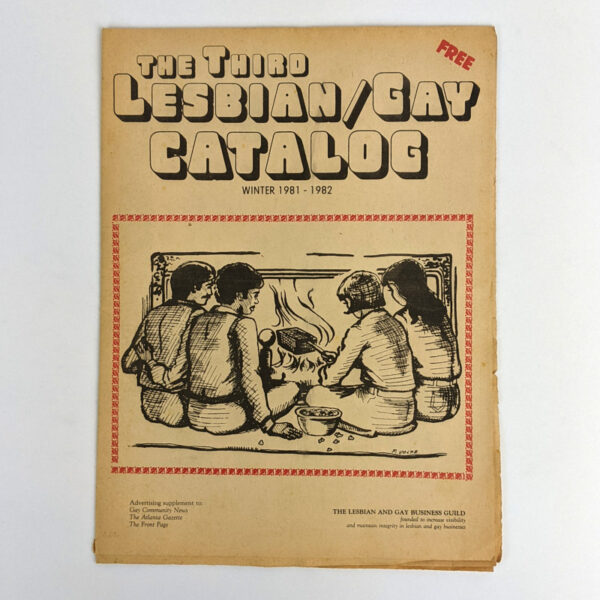 THE THIRD
FREE
LESBIAN/GAY
CATALOG
WINTER 1981 - 1982
Advertising supplement to:
Gay Community News
The Atlanta Gazette
The Front Page
THE LESBIAN AND GAY BUSINESS GUILD
founded to increase visibility
and maintain integrity in lesbian and gay businesses